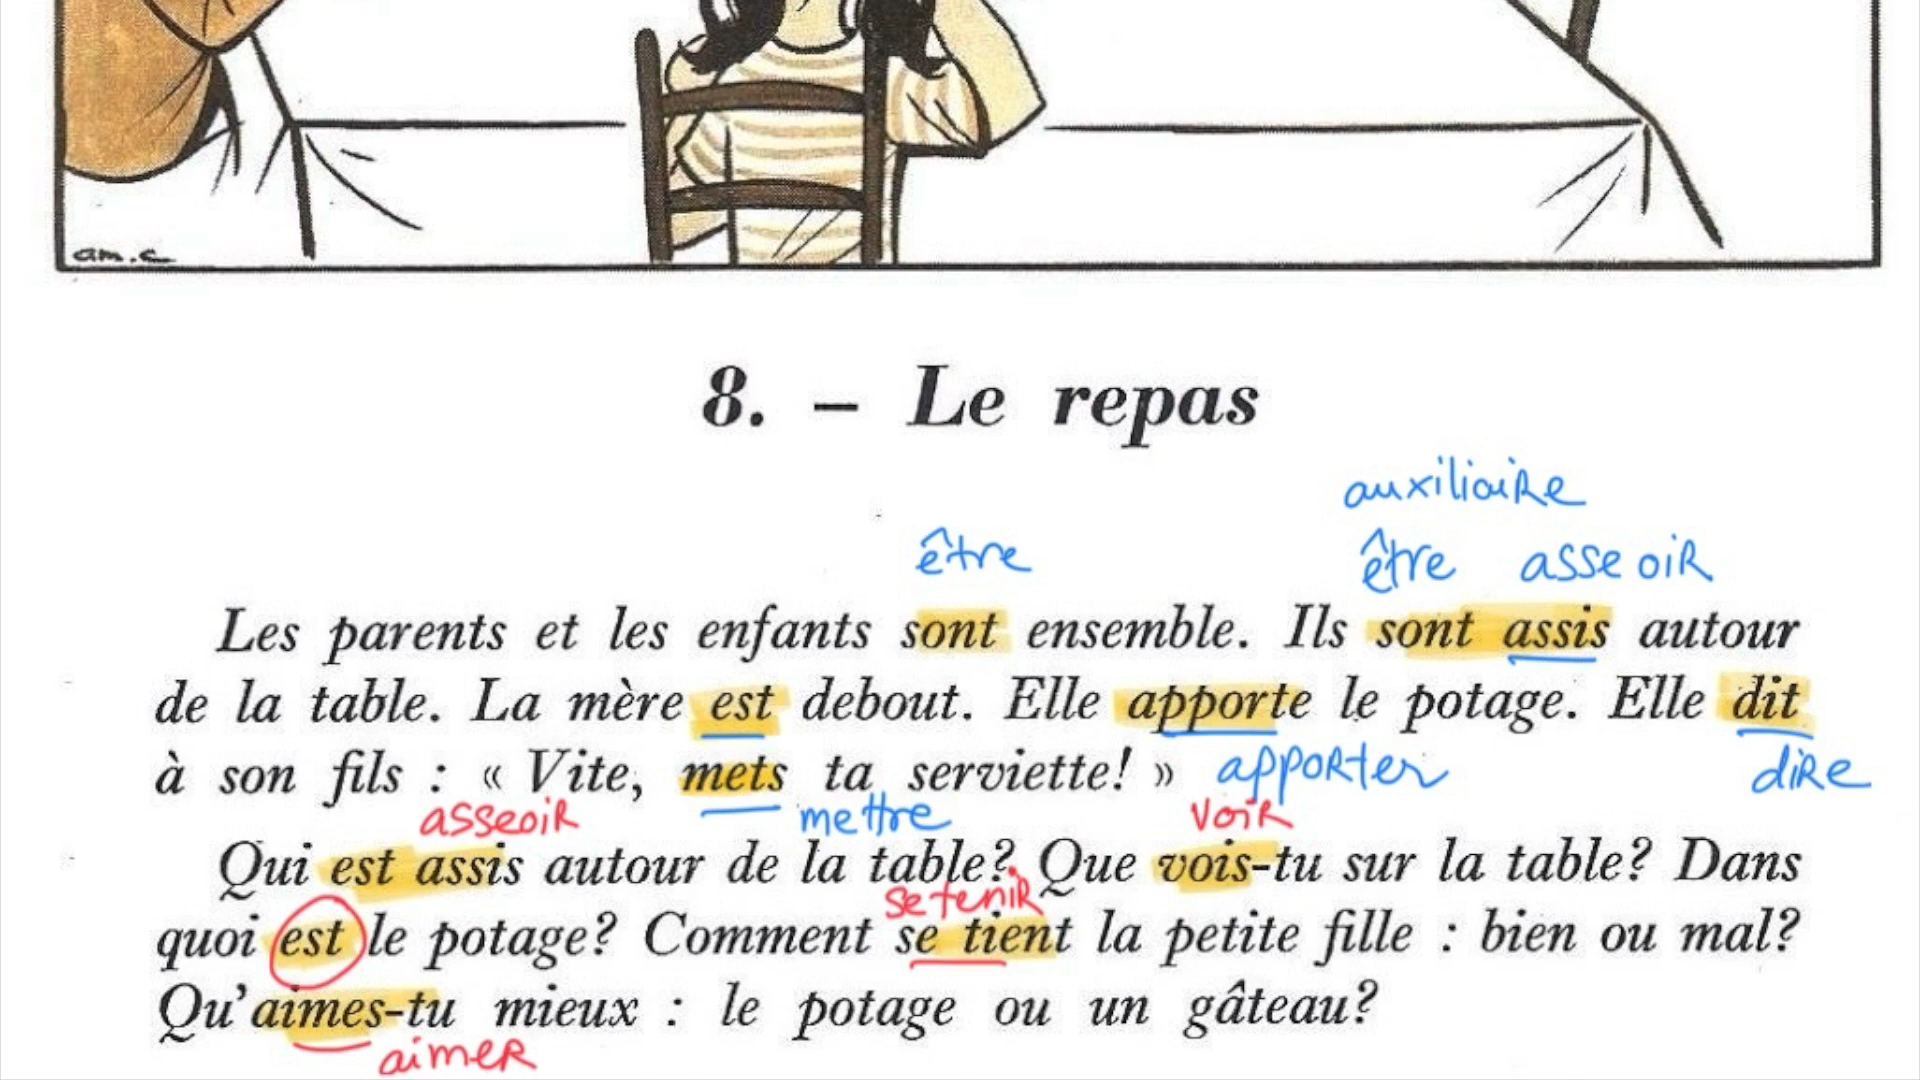 am.c
8. – Le repas
auxiliaire
être être asseoir
Les parents et les enfants sont ensemble. Ils sont assis autour
de la table. La mère est debout. Elle apporte le potage. Elle dit
à son fils : « Vite, mets ta serviette! » apporter dire
asseoir mettre voir
Qui est assis autour de la table? Que vois-tu sur la table? Dans
se tenir
quoi est le potage? Comment se tient la petite fille : bien ou mal?
Qu'aimes-tu mieux : le potage ou un gâteau?
aimer